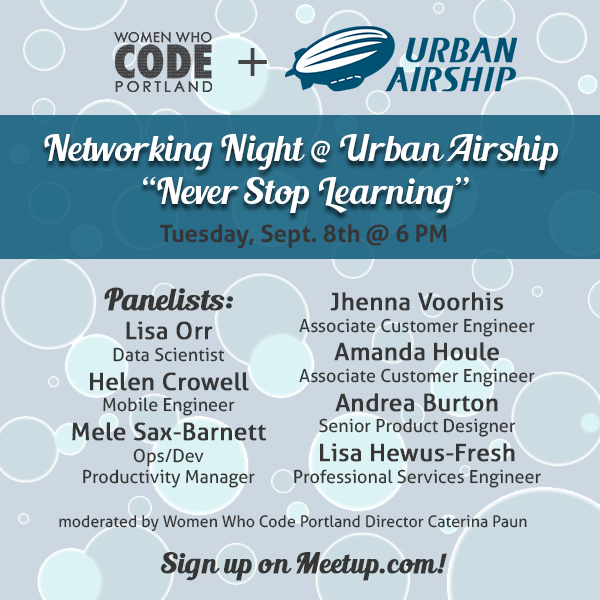 WOMEN WHO
CODE
PORTLAND
+
URBAN
AIRSHIP
Networking Night @ Urban Airship
“Never Stop Learning”
Tuesday, Sept. 8th @ 6 PM
Panelists:
Lisa Orr
Data Scientist
Helen Crowell
Mobile Engineer
Mele Sax-Barnett
Ops/Dev
Productivity Manager
Jhenna Voorhis
Associate Customer Engineer
Amanda Houle
Associate Customer Engineer
Andrea Burton
Senior Product Designer
Lisa Hewus-Fresh
Professional Services Engineer
moderated by Women Who Code Portland Director Caterina Paun
Sign up on Meetup.com!